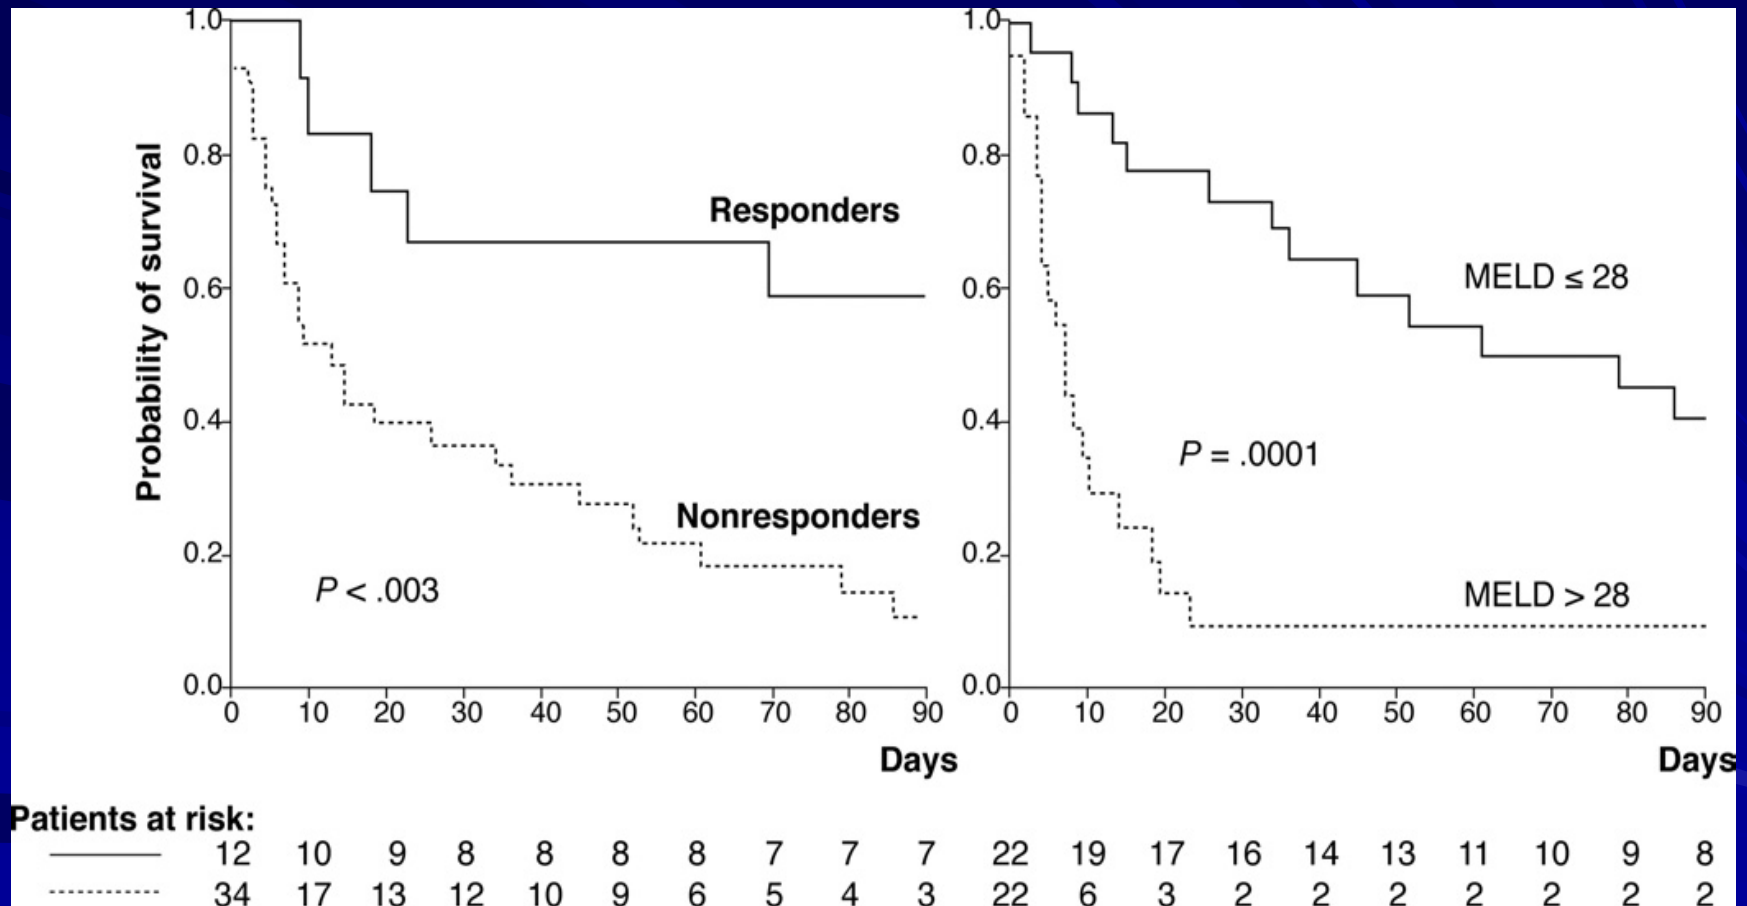 1.0
0.8
0.6
0.4
0.2
0.0
Probability of survival
Responders
Nonresponders
P < .003
0 10 20 30 40 50 60 70 80 90
Days
1.0
0.8
0.6
0.4
0.2
0.0
MELD ≤ 28
P = .0001
MELD > 28
0 10 20 30 40 50 60 70 80 90
Days
Patients at risk:
12 10 9 8 8 8 8 7 7 7 22 19 17 16 14 13 11 10 9 8
34 17 13 12 10 9 6 5 4 3 22 6 3 2 2 2 2 2 2 2